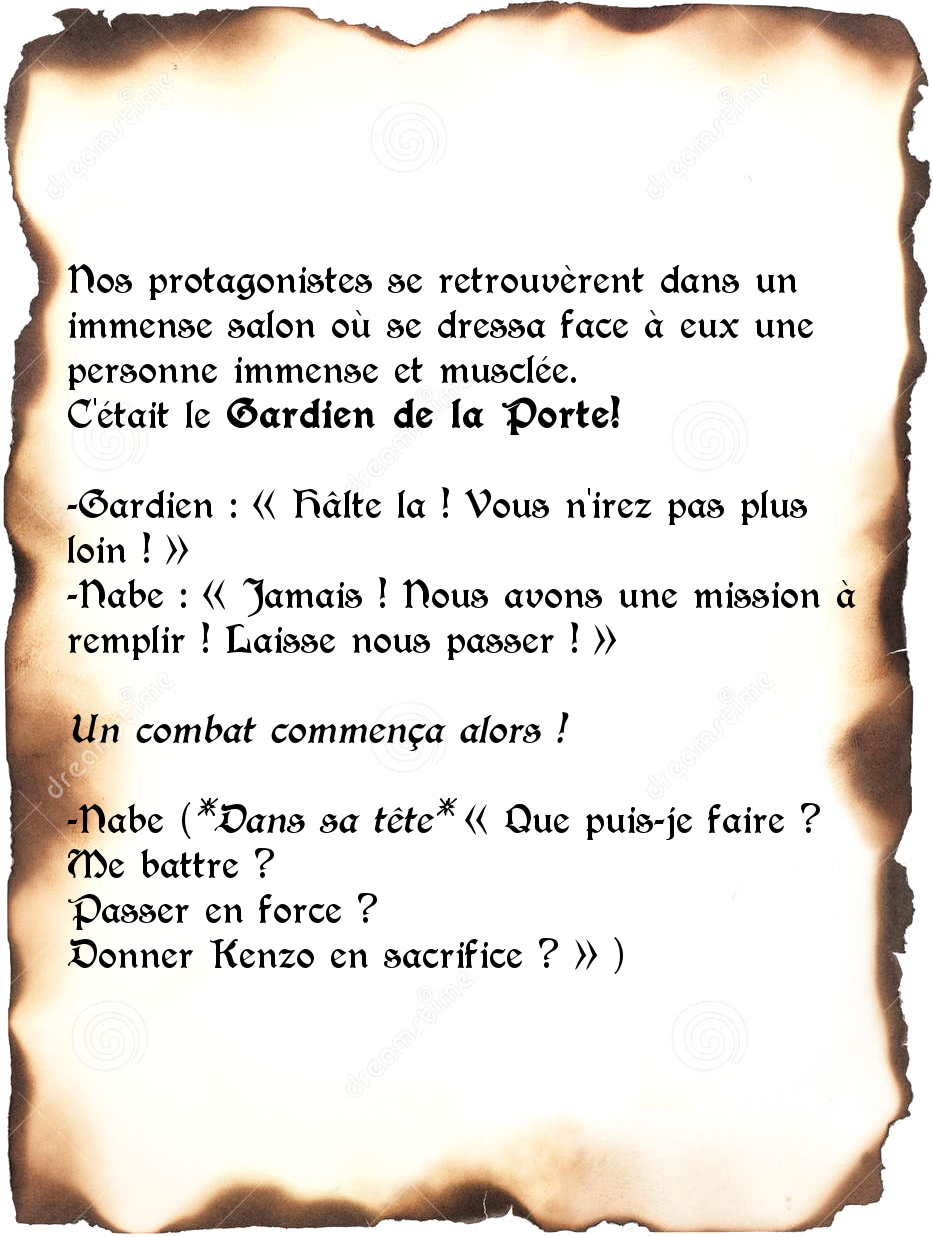 Nos protagonistes se retrouvèrent dans un
immense salon où se dressa face à eux une
personne immense et musclée.
C'était le Gardien de la Porte!
-Gardien : « Hâlte la ! Vous n'irez pas plus
loin ! »
-Nabe : « Jamais ! Nous avons une mission à
remplir ! Laisse nous passer ! »
Un combat commença alors !
-Nabe (*Dans sa tête* « Que puis-je faire ?
Me battre ?
Passer en force ?
Donner Kenzo en sacrifice ? » )
dreamstime
dreamstime
dreamstime
dreamstime
dreamstime
dreamstime